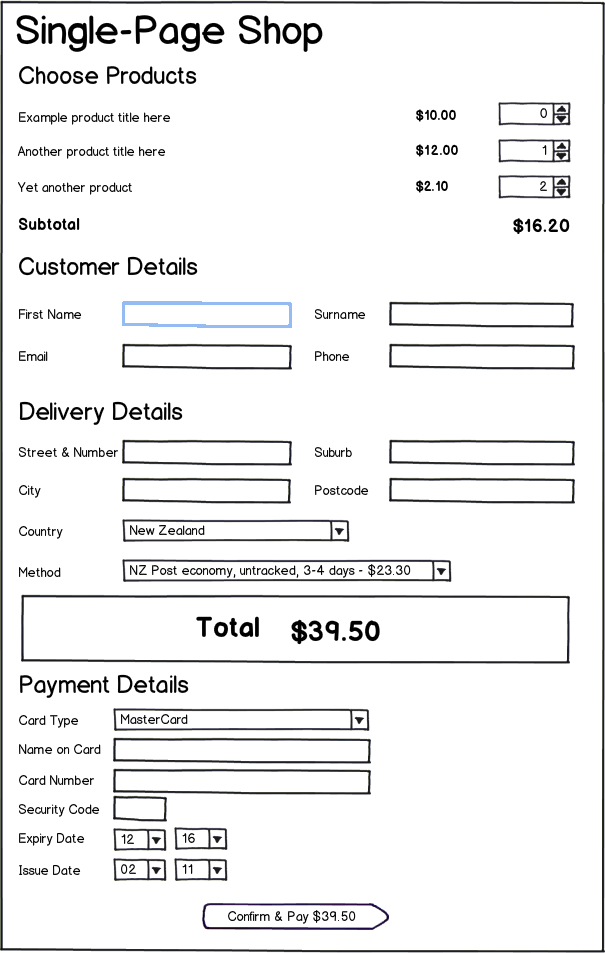 Single-Page Shop
Choose Products
Example product title here $10.00 0
Another product title here $12.00 1
Yet another product $2.10 2
Subtotal $16.20
Customer Details
First Name Surname
Email Phone
Delivery Details
Street & Number Suburb
City Postcode
Country New Zealand
Method NZ Post economy, untracked, 3-4 days - $23.30
Total $39.50
Payment Details
Card Type MasterCard
Name on Card
Card Number
Security Code
Expiry Date 12 16
Issue Date 02 11
Confirm & Pay $39.50